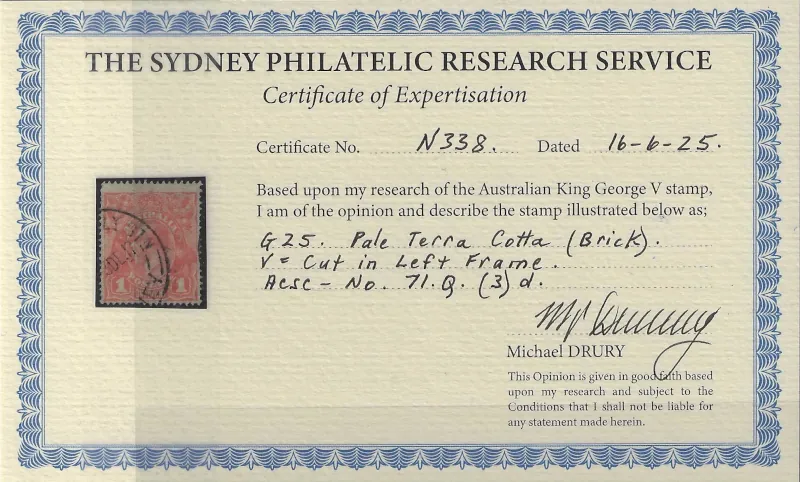 THE SYDNEY PHILATELIC RESEARCH SERVICE
Certificate of Expertisation
Certificate No. N338. Dated 16-6-25.
Based upon my research of the Australian King George V stamp,
I am of the opinion and describe the stamp illustrated below as;
G25. Pale Terra Cotta (Brick).
V = Cut in Left Frame.
Acsc - No. 71.Q. (3) d.
Michael DRURY
This Opinion is given in good faith based
upon my research and subject to the
Conditions that I shall not be liable for
any statement made herein.
1 1